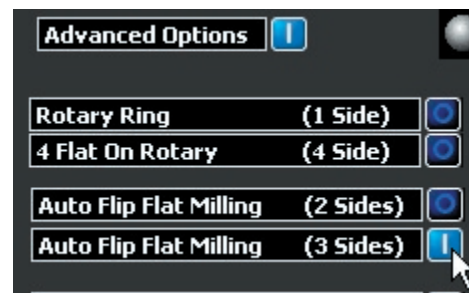 Advanced Options
Rotary Ring (1 Side)
4 Flat On Rotary (4 Side)
Auto Flip Flat Milling (2 Sides)
Auto Flip Flat Milling (3 Sides)